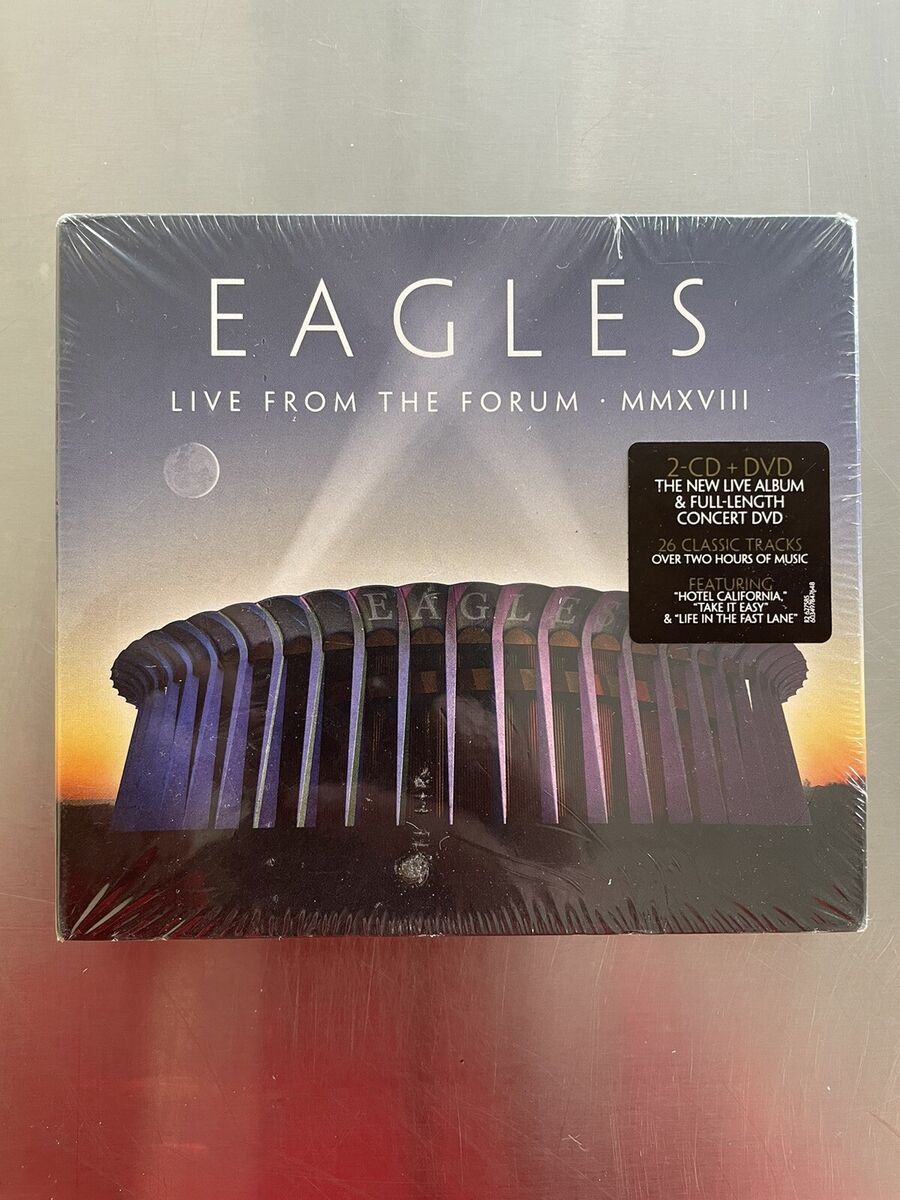 EAGLES
LIVE FROM THE FORUM · MMXVIII
2-CD + DVD
THE NEW LIVE ALBUM
& FULL-LENGTH
CONCERT DVD
26 CLASSIC TRACKS
OVER TWO HOURS OF MUSIC
FEATURING
"HOTEL CALIFORNIA,"
"TAKE IT EASY"
& "LIFE IN THE FAST LANE"
EAGLES